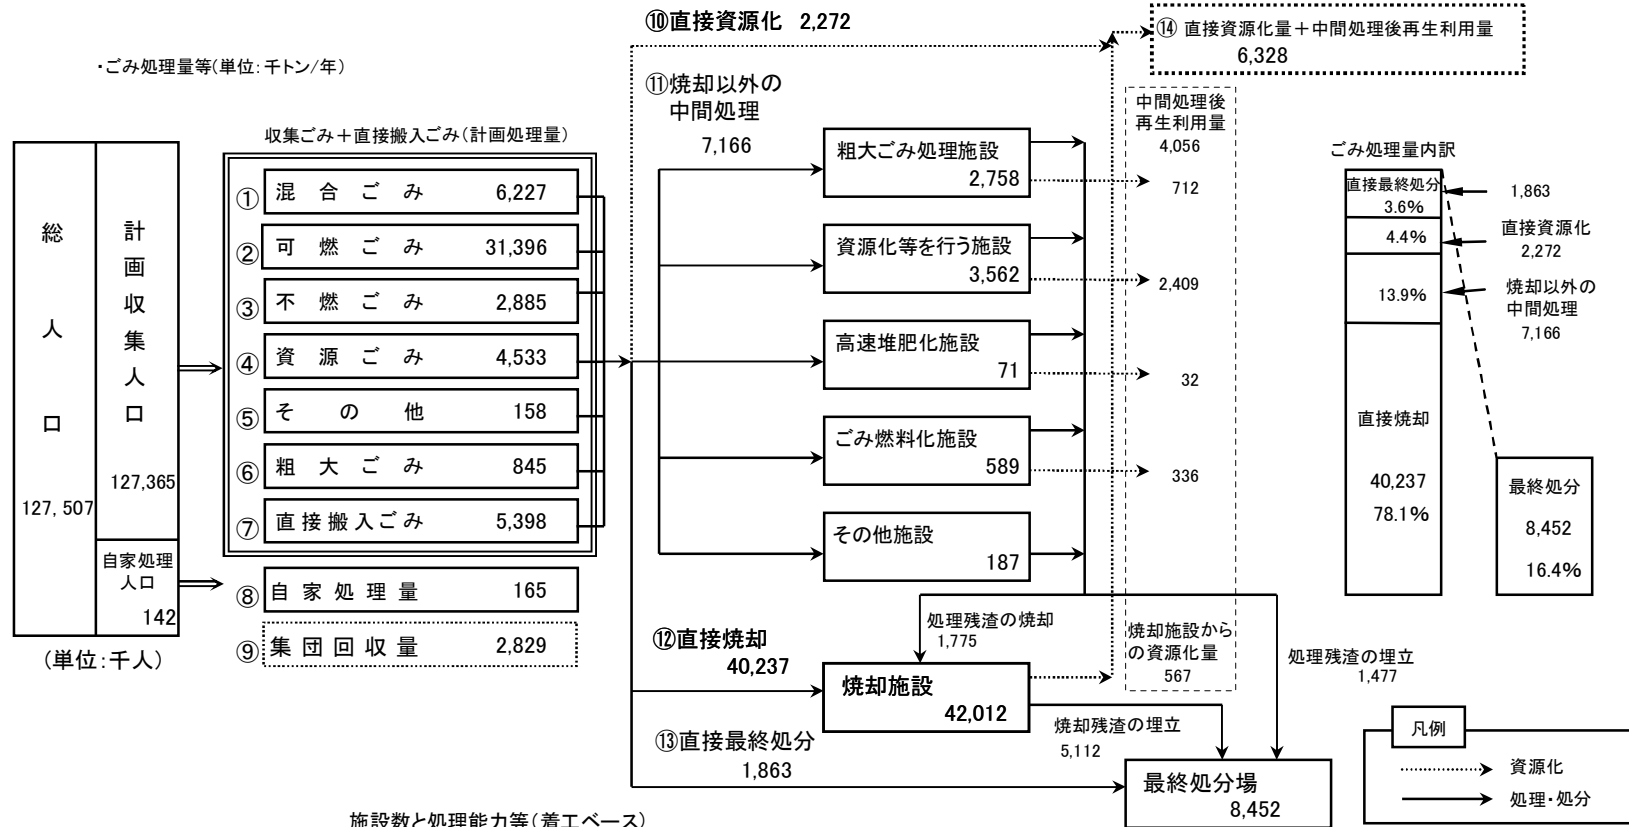 ⑩直接資源化 2,272
⑭ 直接資源化量＋中間処理後再生利用量
6,328
・ごみ処理量等(単位：千トン/年)
⑪焼却以外の
中間処理
7,166
中間処理後
再生利用量
4,056
収集ごみ＋直接搬入ごみ(計画処理量)
ごみ処理量内訳
総人口
127,507
計画収集人口
127,365
自家処理
人口
142
(単位：千人)
① 混合ごみ 6,227
② 可燃ごみ 31,396
③ 不燃ごみ 2,885
④ 資源ごみ 4,533
⑤ その他 158
⑥ 粗大ごみ 845
⑦ 直接搬入ごみ 5,398
⑧ 自家処理量 165
⑨ 集団回収量 2,829
粗大ごみ処理施設
2,758
712
資源化等を行う施設
3,562
2,409
高速堆肥化施設
71
32
ごみ燃料化施設
589
336
その他施設
187
処理残渣の焼却
1,775
焼却施設から
の資源化量
567
処理残渣の埋立
1,477
⑫直接焼却
40,237
焼却施設
42,012
焼却残渣の埋立
5,112
⑬直接最終処分
1,863
最終処分場
8,452
直接最終処分
3.6%
1,863
4.4%
直接資源化
2,272
13.9%
焼却以外の
中間処理
7,166
直接焼却
40,237
78.1%
最終処分
8,452
16.4%
凡例
資源化
処理・処分
施設数と処理能力等(着工ベース)